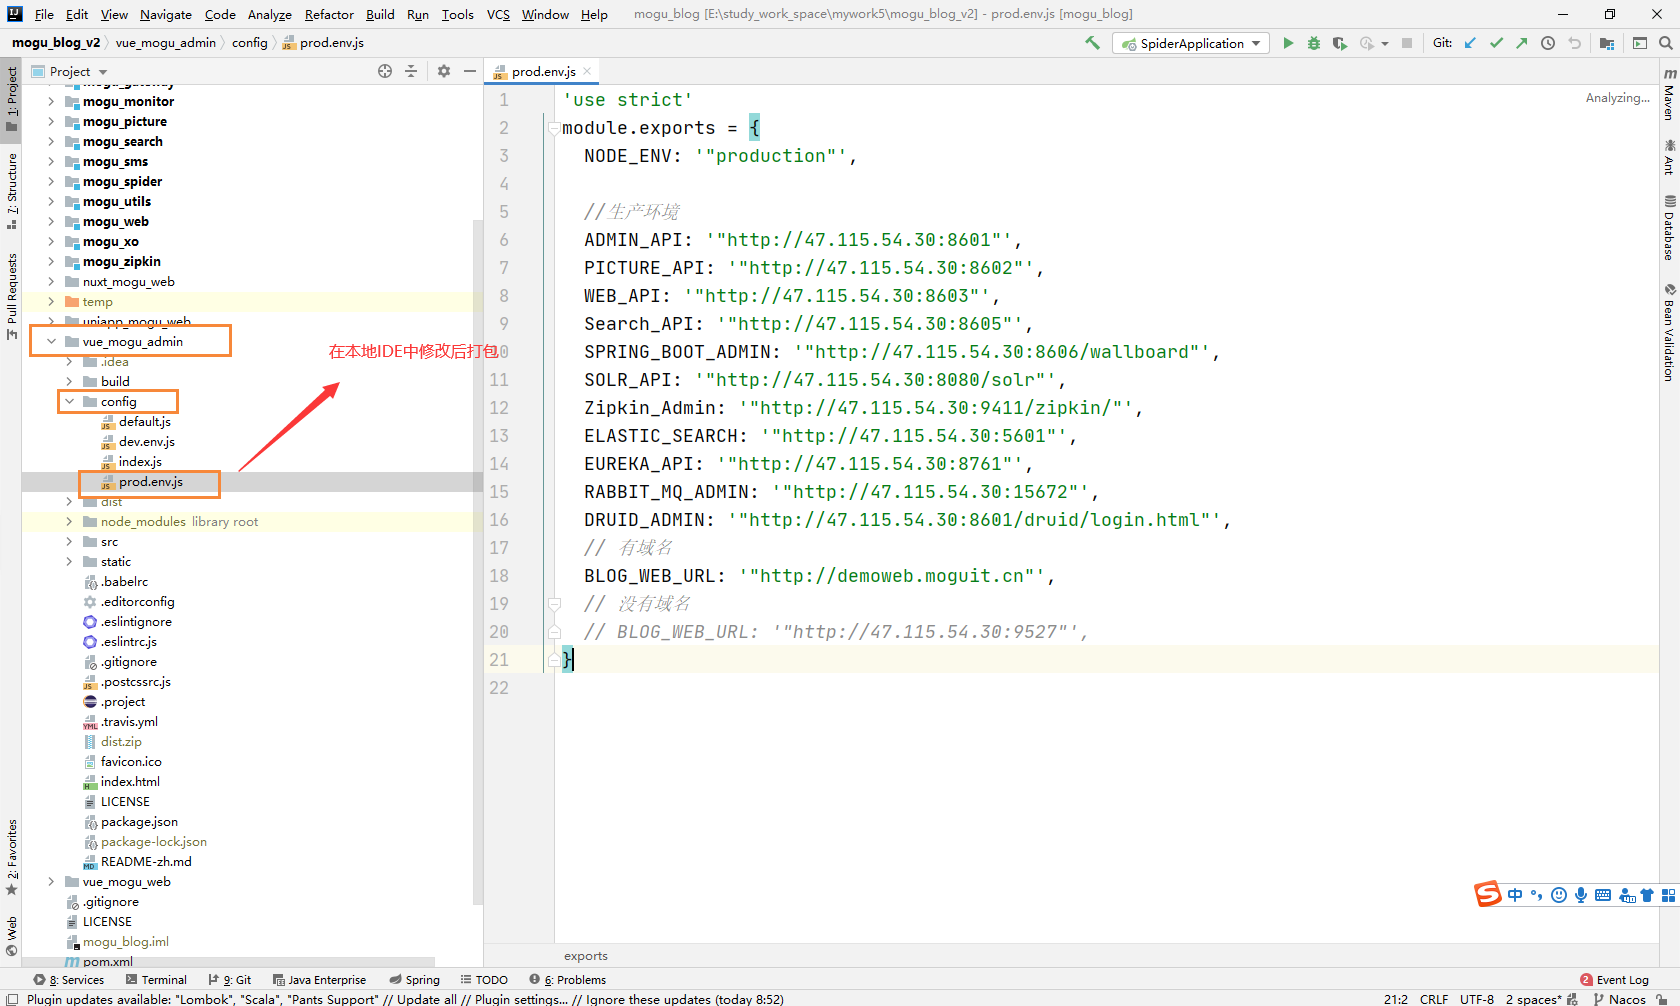 File Edit View Navigate Code Analyze Refactor Build Run Tools VCS Window Help mogu_blog [E:\study_work_space\mywork5\mogu_blog_v2] - prod.env.js [mogu_blog]
mogu_blog_v2 vue_mogu_admin config prod.env.js SpiderApplication Git:
Project prod.env.js
1: Project
7: Structure
Pull Requests
2: Favorites
Web
mogu_gateway
mogu_monitor
mogu_picture
mogu_search
mogu_sms
mogu_spider
mogu_utils
mogu_web
mogu_xo
mogu_zipkin
nuxt_mogu_web
temp
uniapp_mogu_web
vue_mogu_admin
.idea
build
config
default.js
dev.env.js
index.js
prod.env.js
dist
node_modules library root
src
static
.babelrc
.editorconfig
.eslintignore
.eslintrc.js
.gitignore
.postcssrc.js
.project
.travis.yml
dist.zip
favicon.ico
index.html
LICENSE
package.json
package-lock.json
README-zh.md
vue_mogu_web
.gitignore
LICENSE
mogu_blog.iml
pom.xml
在本地IDE中修改后打包
Analyzing...
1 'use strict'
2 module.exports = {
3 NODE_ENV: '"production"',
4
5 //生产环境
6 ADMIN_API: '"http://47.115.54.30:8601"',
7 PICTURE_API: '"http://47.115.54.30:8602"',
8 WEB_API: '"http://47.115.54.30:8603"',
9 Search_API: '"http://47.115.54.30:8605"',
10 SPRING_BOOT_ADMIN: '"http://47.115.54.30:8606/wallboard"',
11 SOLR_API: '"http://47.115.54.30:8080/solr"',
12 Zipkin_Admin: '"http://47.115.54.30:9411/zipkin/"',
13 ELASTIC_SEARCH: '"http://47.115.54.30:5601"',
14 EUREKA_API: '"http://47.115.54.30:8761"',
15 RABBIT_MQ_ADMIN: '"http://47.115.54.30:15672"',
16 DRUID_ADMIN: '"http://47.115.54.30:8601/druid/login.html"',
17 // 有域名
18 BLOG_WEB_URL: '"http://demoweb.moguit.cn"',
19 // 没有域名
20 // BLOG_WEB_URL: '"http://47.115.54.30:9527"',
21 }
22
exports
Maven
Ant
Database
Bean Validation
中
8: Services Terminal 9: Git Java Enterprise Spring TODO 6: Problems 2 Event Log
Plugin updates available: "Lombok", "Scala", "Pants Support" // Update all // Plugin settings... // Ignore these updates (today 8:52) 21:2 CRLF UTF-8 2 spaces* Nacos